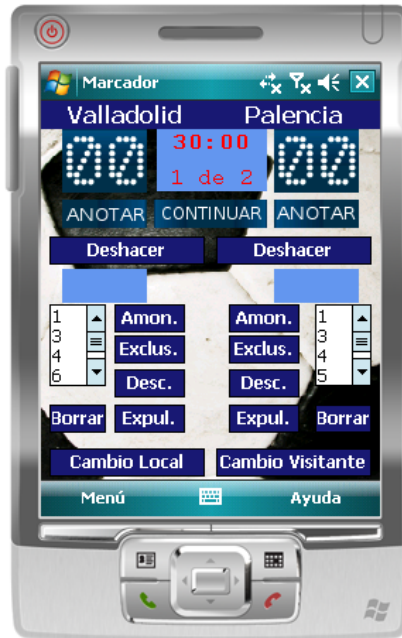 Marcador
Valladolid Palencia
00 30:00 00
1 de 2
ANOTAR CONTINUAR ANOTAR
Deshacer Deshacer
1 Amon. Amon. 1
3 Exclus. Exclus. 3
4 Desc. Desc. 4
6 5
Borrar Expul. Expul. Borrar
Cambio Local Cambio Visitante
Menú Ayuda